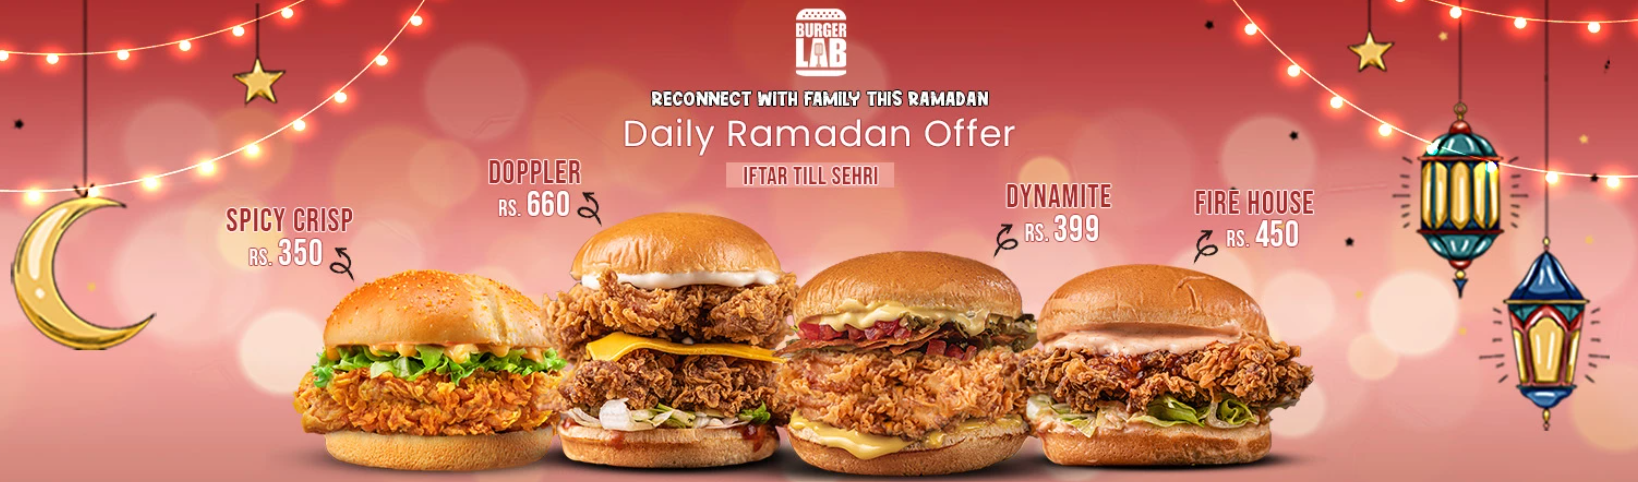 BURGER
LAB
RECONNECT WITH FAMILY THIS RAMADAN
Daily Ramadan Offer
IFTAR TILL SEHRI
SPICY CRISP
RS. 350
DOPPLER
RS. 660
DYNAMITE
RS. 399
FIRE HOUSE
RS. 450